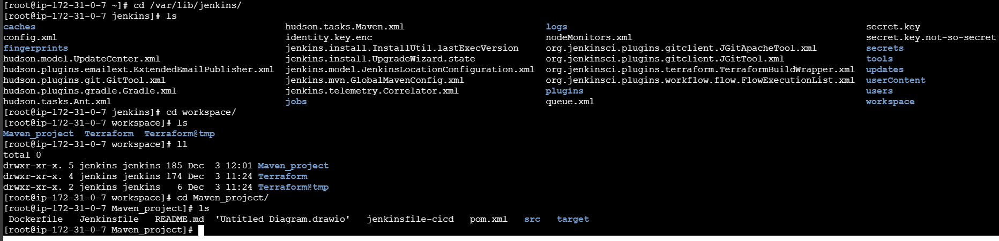 [root@ip-172-31-0-7 ~]# cd /var/lib/jenkins/
[root@ip-172-31-0-7 jenkins]# ls
caches hudson.tasks.Maven.xml logs secret.key
config.xml identity.key.enc nodeMonitors.xml secret.key.not-so-secret
fingerprints jenkins.install.InstallUtil.lastExecVersion org.jenkinsci.plugins.gitclient.JGitApacheTool.xml secrets
hudson.model.UpdateCenter.xml jenkins.install.UpgradeWizard.state org.jenkinsci.plugins.gitclient.JGitTool.xml tools
hudson.plugins.emailext.ExtendedEmailPublisher.xml jenkins.model.JenkinsLocationConfiguration.xml org.jenkinsci.plugins.terraform.TerraformBuildWrapper.xml updates
hudson.plugins.git.GitTool.xml jenkins.mvn.GlobalMavenConfig.xml org.jenkinsci.plugins.workflow.flow.FlowExecutionList.xml userContent
hudson.plugins.gradle.Gradle.xml jenkins.telemetry.Correlator.xml plugins users
hudson.tasks.Ant.xml jobs queue.xml workspace
[root@ip-172-31-0-7 jenkins]# cd workspace/
[root@ip-172-31-0-7 workspace]# ls
Maven_project Terraform Terraform@tmp
[root@ip-172-31-0-7 workspace]# ll
total 0
drwxr-xr-x. 5 jenkins jenkins 185 Dec 3 12:01 Maven_project
drwxr-xr-x. 4 jenkins jenkins 174 Dec 3 11:24 Terraform
drwxr-xr-x. 2 jenkins jenkins 6 Dec 3 11:24 Terraform@tmp
[root@ip-172-31-0-7 workspace]# cd Maven_project/
[root@ip-172-31-0-7 Maven_project]# ls
Dockerfile Jenkinsfile README.md 'Untitled Diagram.drawio' jenkinsfile-cicd pom.xml src target
[root@ip-172-31-0-7 Maven_project]#